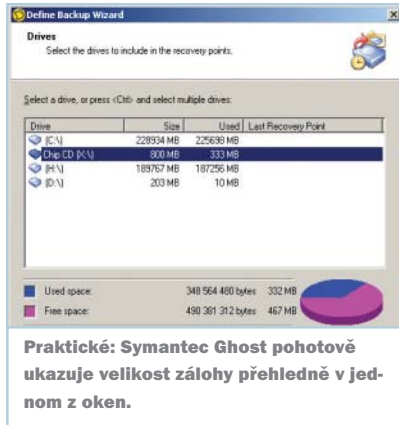 Define Backup Wizard
Drives
Select the drives to include in the recovery points.
Select a drive, or press <Ctrl> and select multiple drives:
Drive Size Used Last Recovery Point
(C:\) 228934 MB 225698 MB
Chip CD (X:\) 800 MB 333 MB
(H:\) 189767 MB 187256 MB
(D:\) 203 MB 10 MB
Used space: 348 564 480 bytes 332 MB
Free space: 490 381 312 bytes 467 MB
Praktické: Symantec Ghost pohotově
ukazuje velikost zálohy přehledně v jed-
nom z oken.